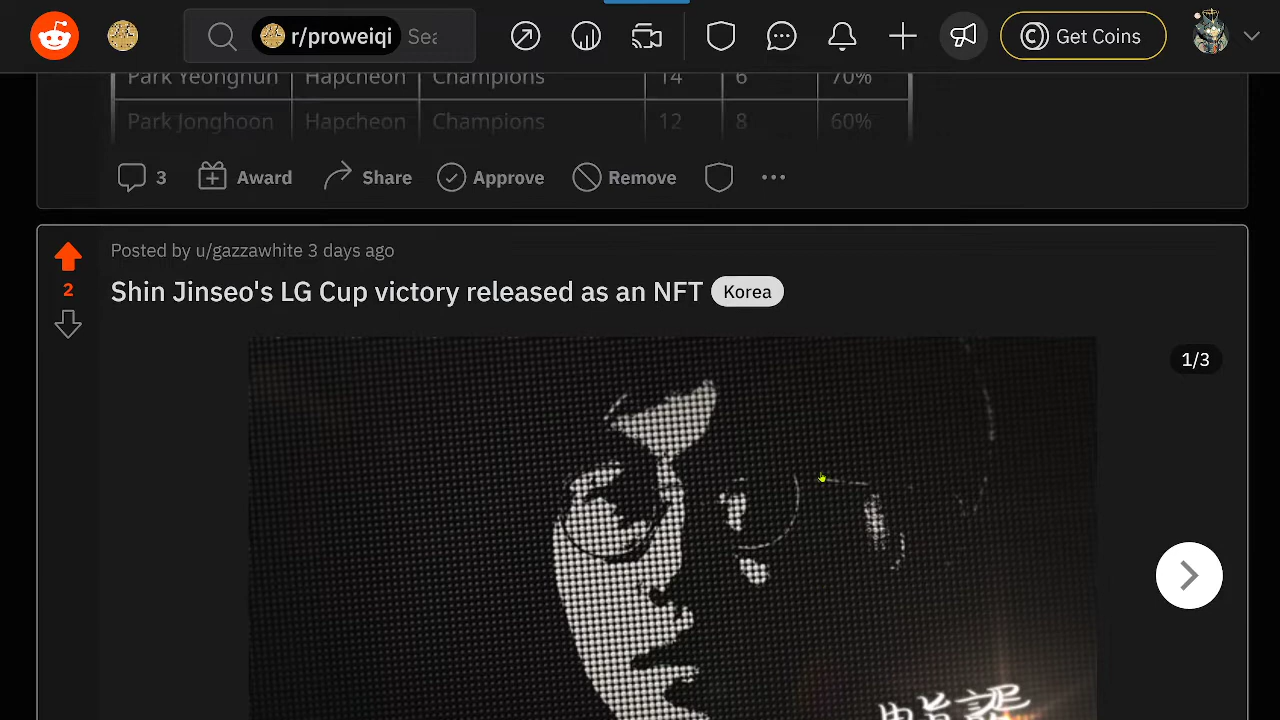 r/proweiqi Sea
Get Coins
Park Yeonghun Hapcheon Champions 14 6 70%
Park Jonghoon Hapcheon Champions 12 8 60%
3 Award Share Approve Remove
Posted by u/gazzawhite 3 days ago
2
Shin Jinseo's LG Cup victory released as an NFT Korea
1/3